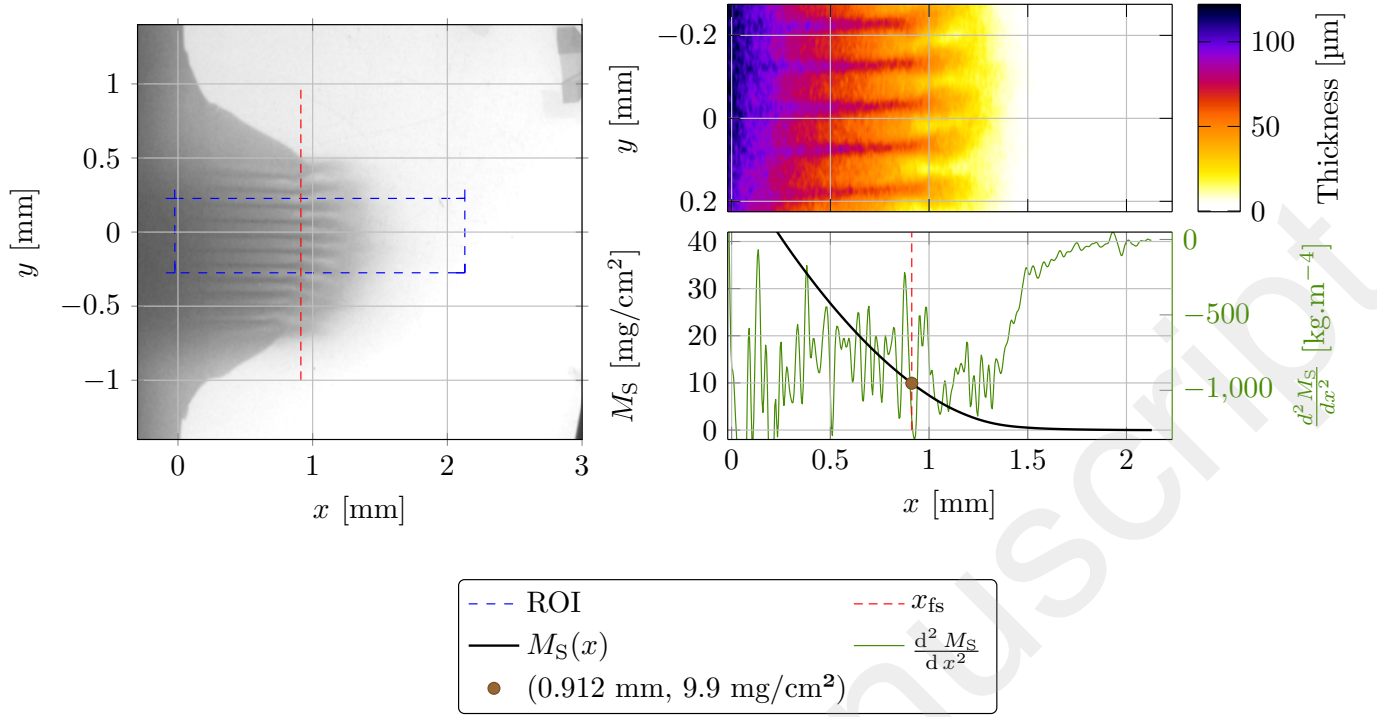 1
0.5
0
−0.5
−1
y [mm]
0
1
2
3
x [mm]
−0.2
0
0.2
y [mm]
100
50
0
Thickness [µm]
40
30
20
10
0
M_S [mg/cm²]
0
0.5
1
1.5
2
x [mm]
0
−500
−1,000
d² M_S / dx² [kg.m⁻⁴]
ROI
x_fs
M_S(x)
d² M_S / d x²
(0.912 mm, 9.9 mg/cm²)
nuscript